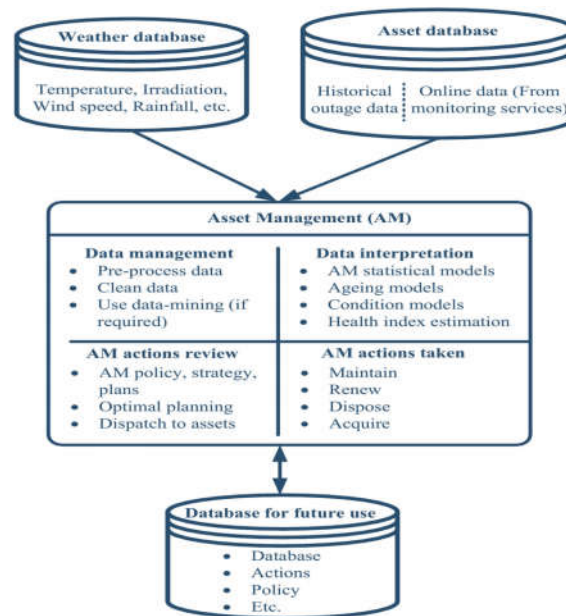 Weather database
Temperature, Irradiation,
Wind speed, Rainfall, etc.
Asset database
Historical
outage data
Online data (From
monitoring services)
Asset Management (AM)
Data management
• Pre-process data
• Clean data
• Use data-mining (if
required)
Data interpretation
• AM statistical models
• Ageing models
• Condition models
• Health index estimation
AM actions review
• AM policy, strategy,
plans
• Optimal planning
• Dispatch to assets
AM actions taken
• Maintain
• Renew
• Dispose
• Acquire
Database for future use
• Database
• Actions
• Policy
• Etc.